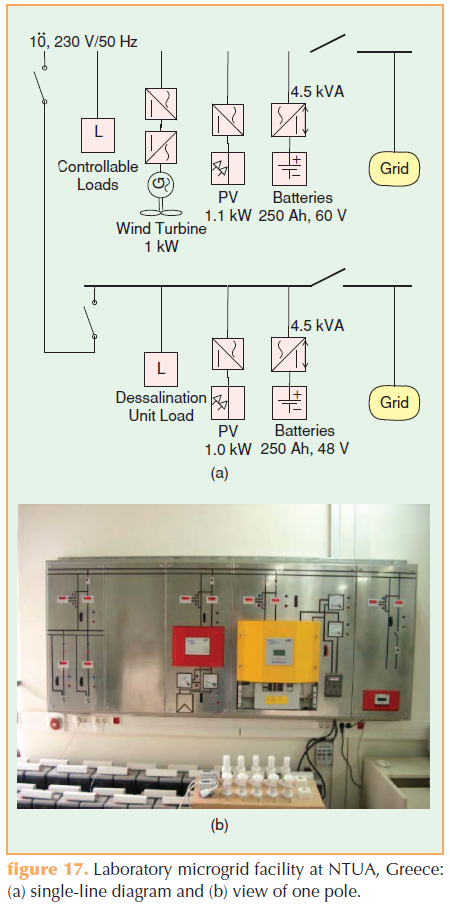 1Ö, 230 V/50 Hz
4.5 kVA
L
Controllable
Loads
Wind Turbine
1 kW
G
PV
1.1 kW
Batteries
250 Ah, 60 V
Grid
4.5 kVA
L
Dessalination
Unit Load
PV
1.0 kW
Batteries
250 Ah, 48 V
Grid
(a)
(b)
figure 17. Laboratory microgrid facility at NTUA, Greece:
(a) single-line diagram and (b) view of one pole.